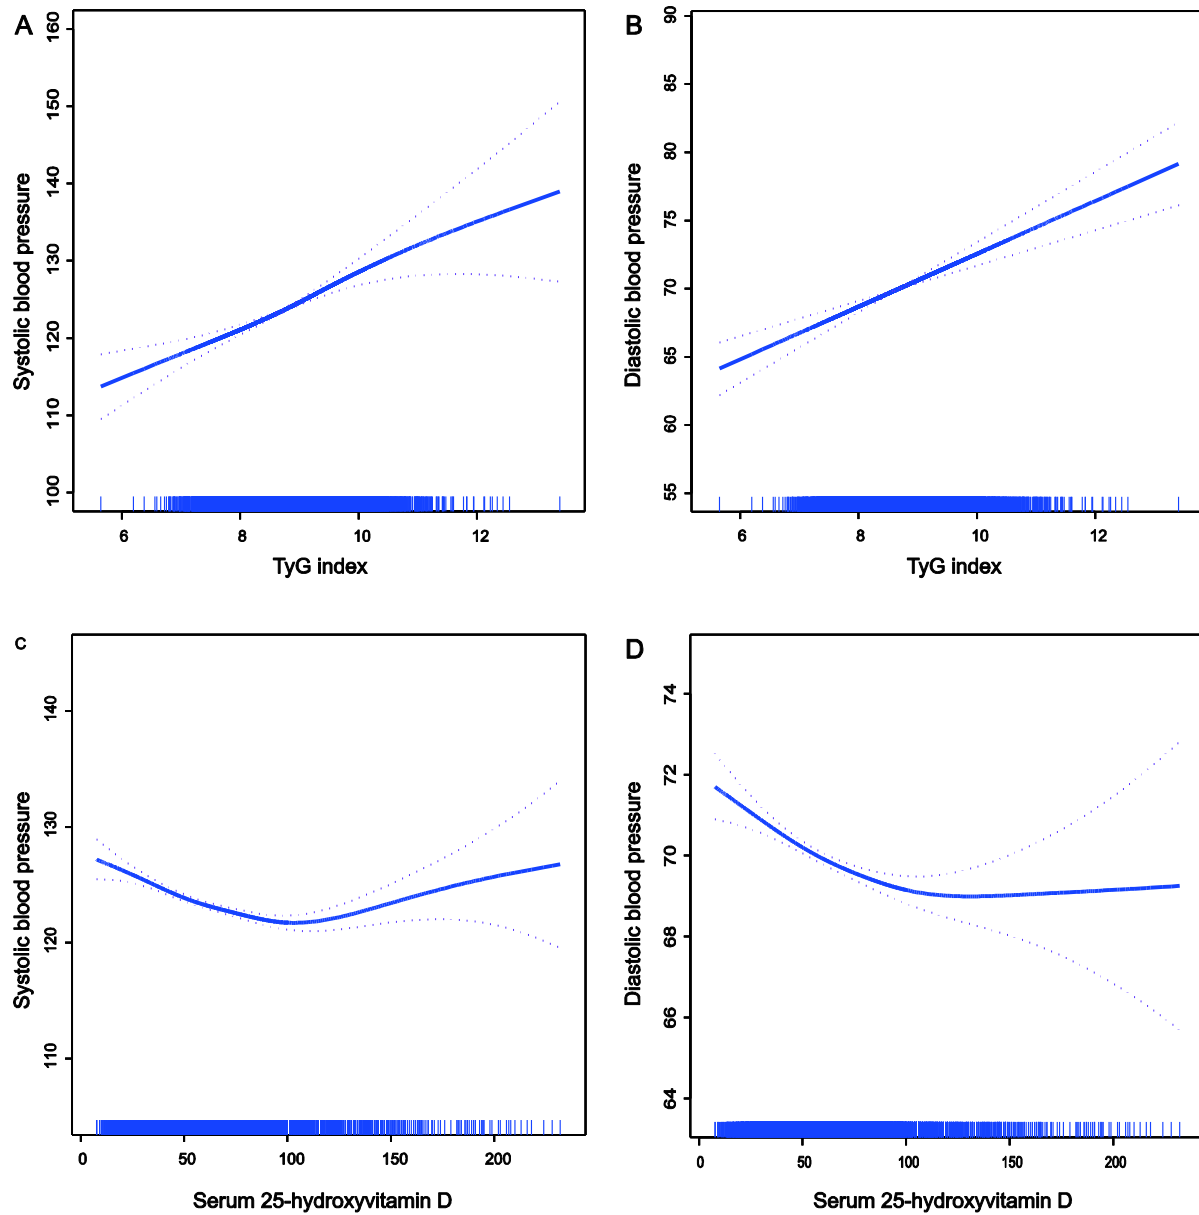 A
Systolic blood pressure
160
150
140
130
120
110
100
6 8 10 12
TyG index
B
Diastolic blood pressure
90
85
80
75
70
65
60
55
6 8 10 12
TyG index
c
Systolic blood pressure
140
130
120
110
0 50 100 150 200
Serum 25-hydroxyvitamin D
D
Diastolic blood pressure
74
72
70
68
66
64
0 50 100 150 200
Serum 25-hydroxyvitamin D